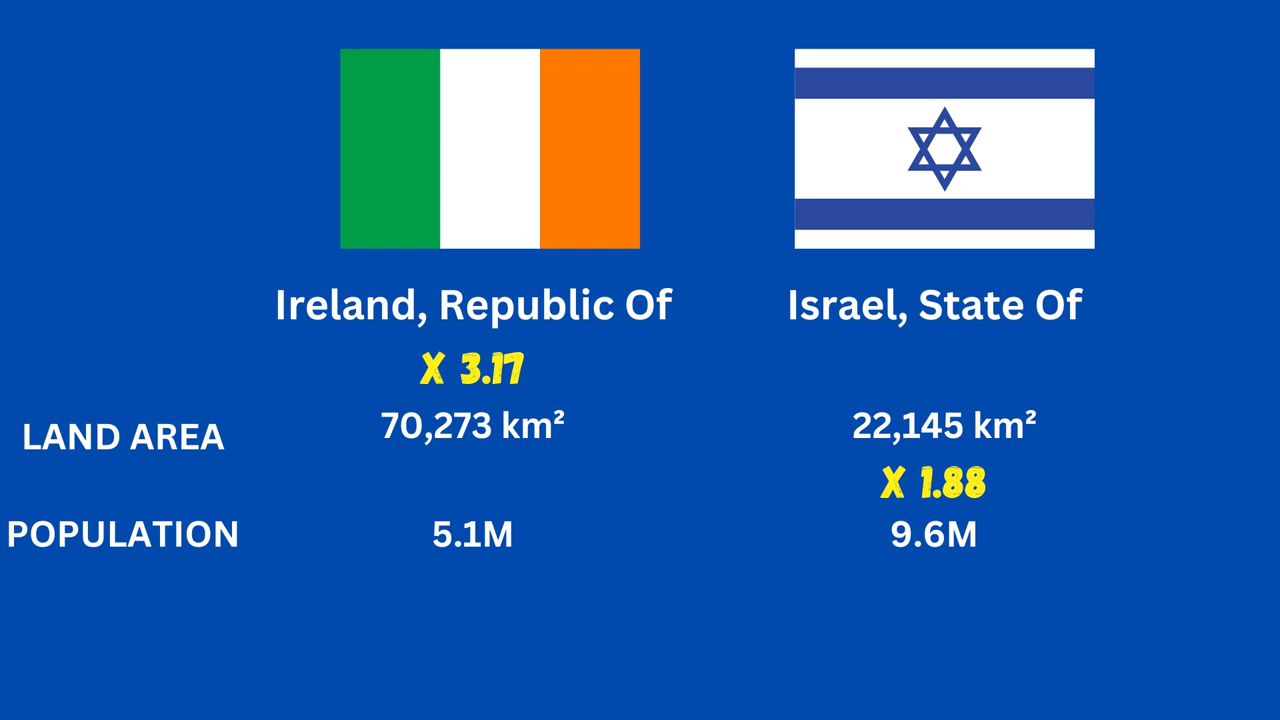 Ireland, Republic Of
Israel, State Of
X 3.17
LAND AREA
70,273 km²
22,145 km²
X 1.88
POPULATION
5.1M
9.6M